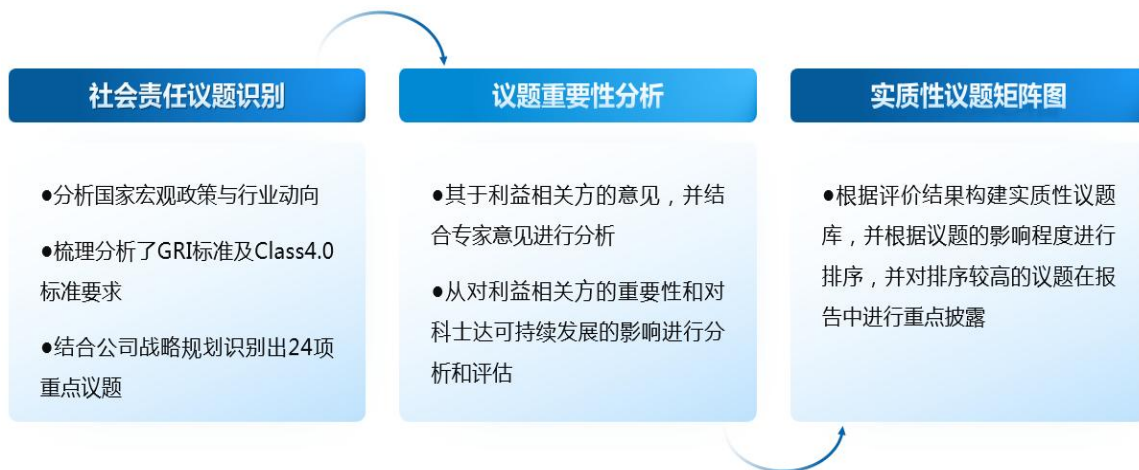 社会责任议题识别
●分析国家宏观政策与行业动向
●梳理分析了GRI标准及Class4.0
标准要求
●结合公司战略规划识别出24项
重点议题
议题重要性分析
●其于利益相关方的意见，并结
合专家意见进行分析
●从对利益相关方的重要性和对
科士达可持续发展的影响进行分
析和评估
实质性议题矩阵图
●根据评价结果构建实质性议题
库，并根据议题的影响程度进行
排序，并对排序较高的议题在报
告中进行重点披露